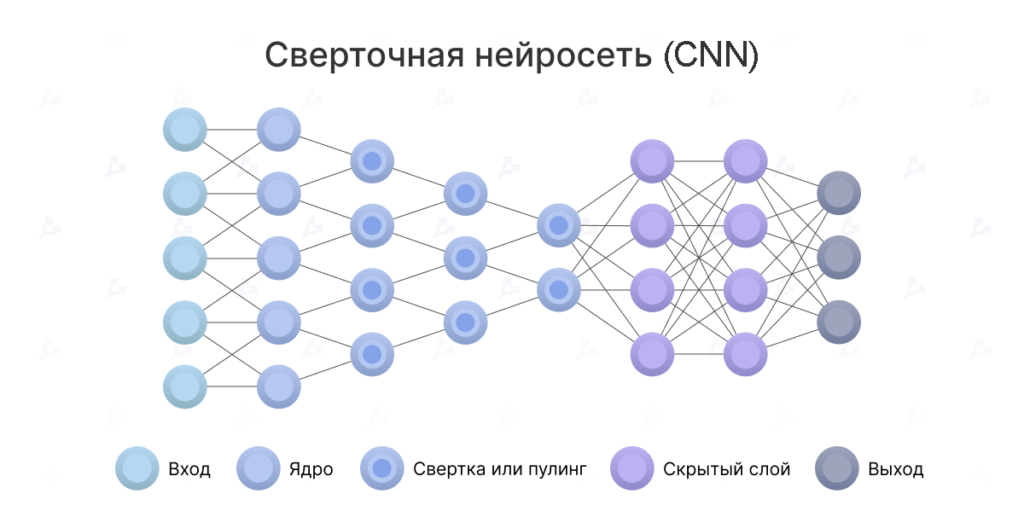 Сверточная нейросеть (CNN)
Вход
Ядро
Свертка или пулинг
Скрытый слой
Выход